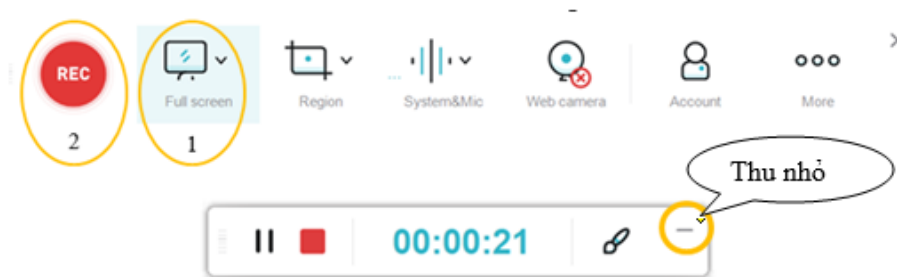 REC
Full screen
Region
System&Mic
Web camera
Account
More
2
1
Thu nhỏ
00:00:21